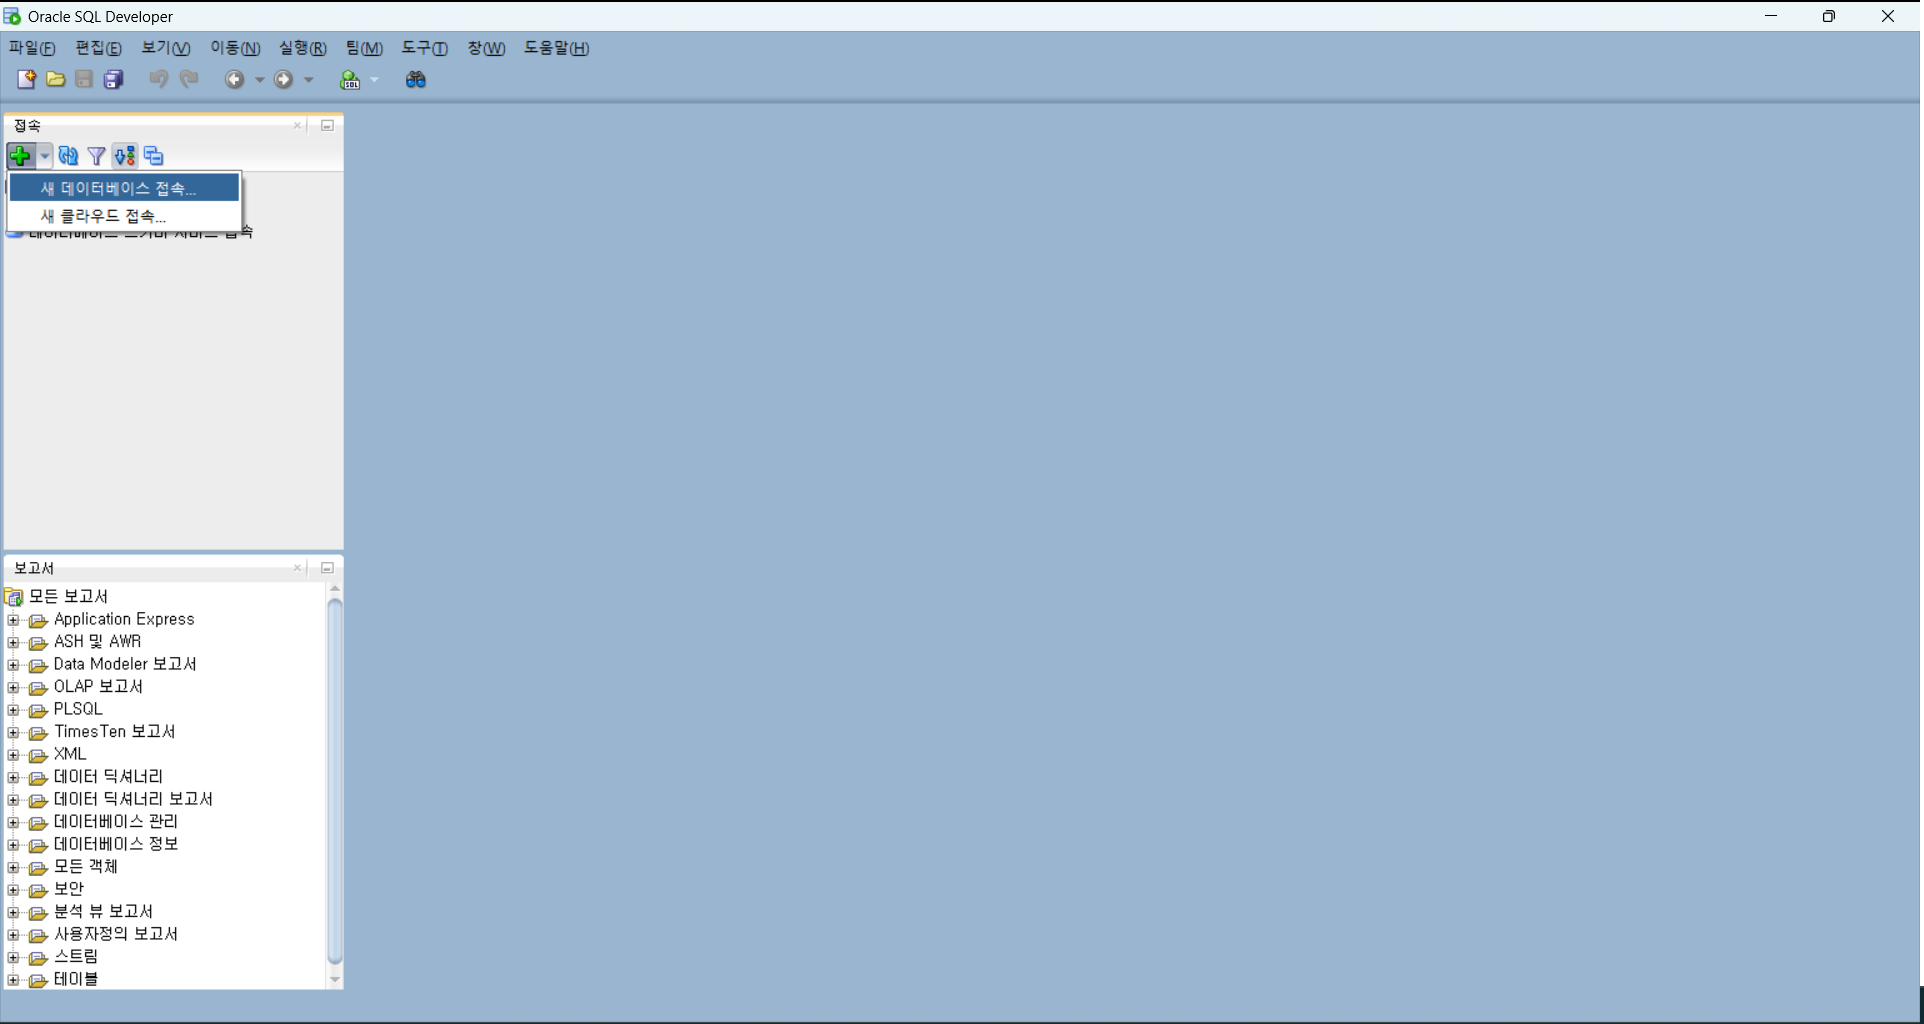 Oracle SQL Developer
파일(F) 편집(E) 보기(V) 이동(N) 실행(R) 팀(M) 도구(T) 창(W) 도움말(H)
접속
새 데이터베이스 접속...
새 클라우드 접속...
보고서
모든 보고서
Application Express
ASH 및 AWR
Data Modeler 보고서
OLAP 보고서
PLSQL
TimesTen 보고서
XML
데이터 딕셔너리
데이터 딕셔너리 보고서
데이터베이스 관리
데이터베이스 정보
모든 객체
보안
분석 뷰 보고서
사용자정의 보고서
스트림
테이블